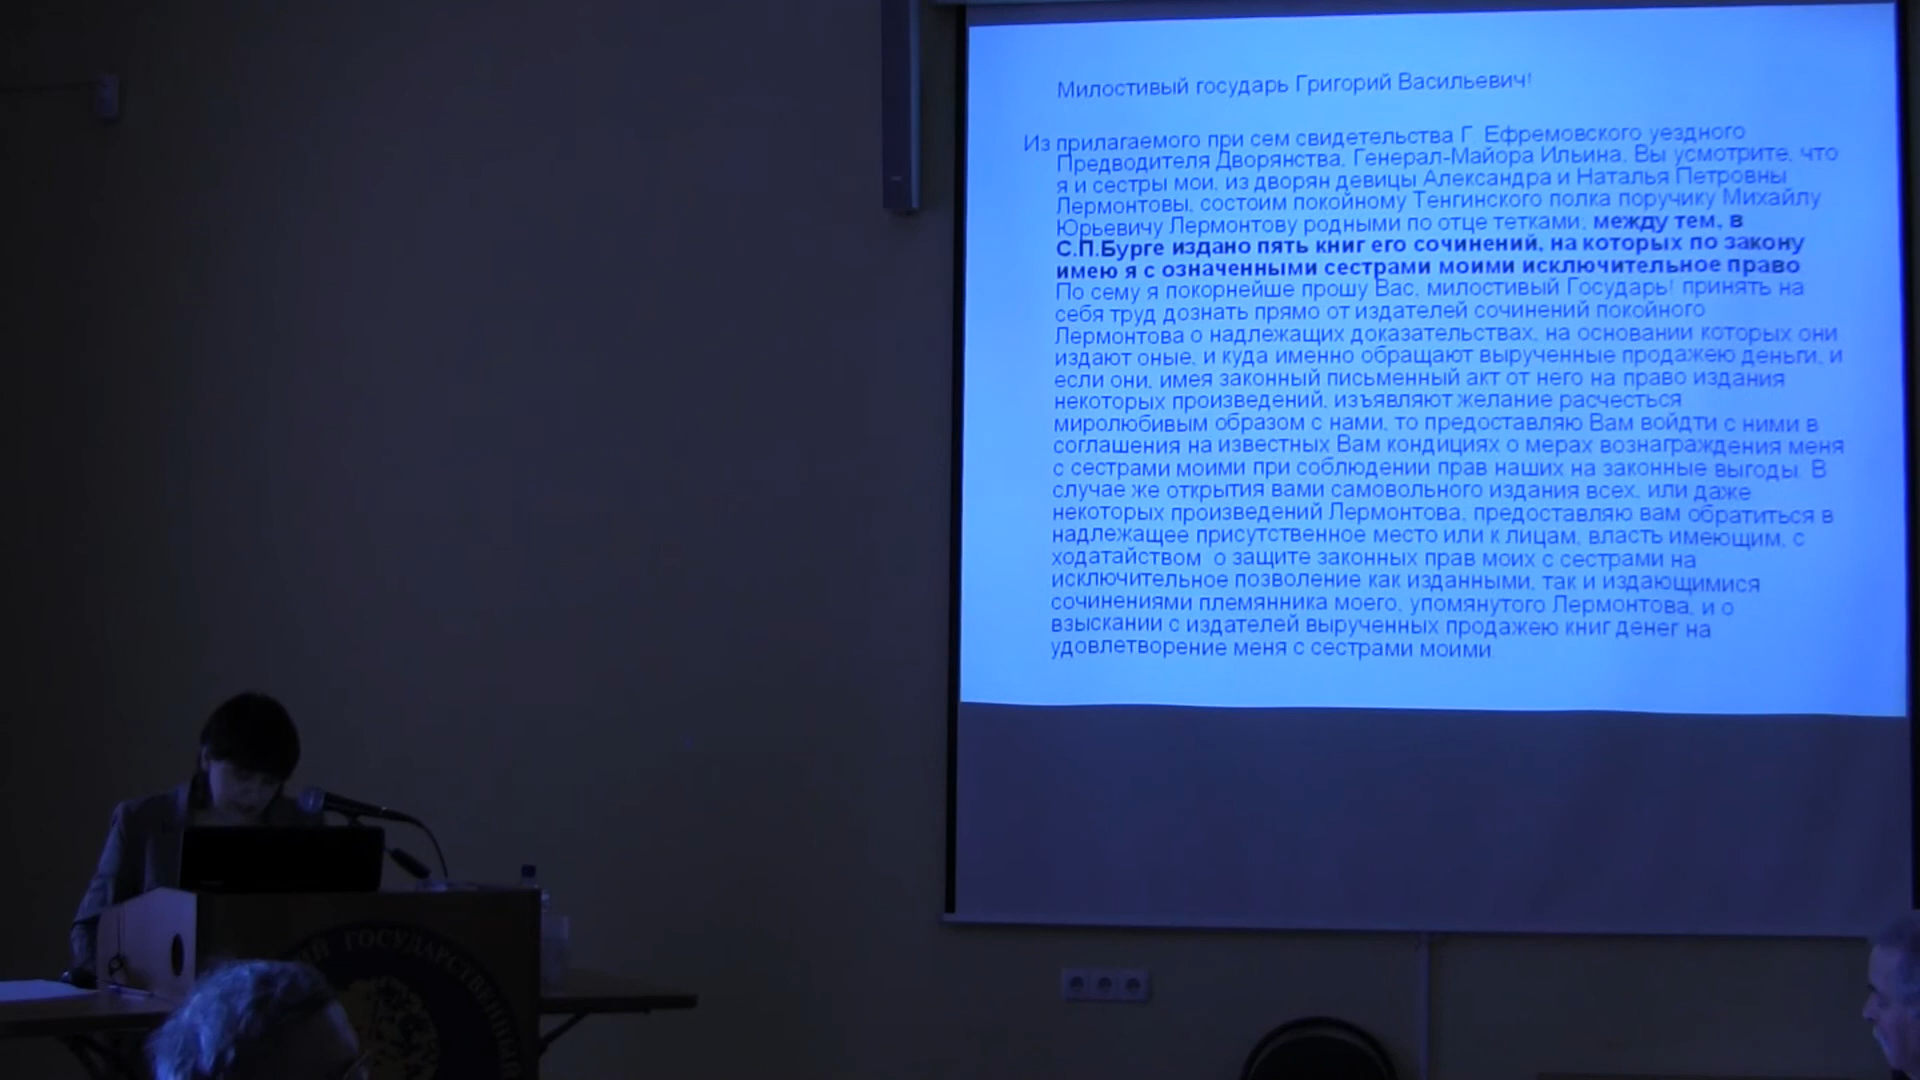 Милостивый государь Григорий Васильевич!
Из прилагаемого при сем свидетельства Г. Ефремовского уездного
Предводителя Дворянства, Генерал-Майора Ильина, Вы усмотрите, что
я и сестры мои, из дворян девицы Александра и Наталья Петровны
Лермонтовы, состоим покойному Тенгинского полка поручику Михайлу
Юрьевичу Лермонтову родными по отце тетками; между тем, в
С.П.Бурге издано пять книг его сочинений, на которых по закону
имею я с означенными сестрами моими исключительное право
По сему я покорнейше прошу Вас, милостивый Государь! принять на
себя труд дознать прямо от издателей сочинений покойного
Лермонтова о надлежащих доказательствах, на основании которых они
издают оные, и куда именно обращают вырученные продажею деньги, и
если они, имея законный письменный акт от него на право издания
некоторых произведений, изъявляют желание расчесться
миролюбивым образом с нами, то предоставляю Вам войти с ними в
соглашения на известных Вам кондициях о мерах вознаграждения меня
с сестрами моими при соблюдении прав наших на законные выгоды. В
случае же открытия вами самовольного издания всех, или даже
некоторых произведений Лермонтова, предоставляю вам обратиться в
надлежащее присутственное место или к лицам, власть имеющим, с
ходатайством о защите законных прав моих с сестрами на
исключительное позволение как изданными, так и издающимися
сочинениями племянника моего, упомянутого Лермонтова, и о
взыскании с издателей вырученных продажею книг денег на
удовлетворение меня с сестрами моими
ГОСУДАРСТВЕННЫЙ